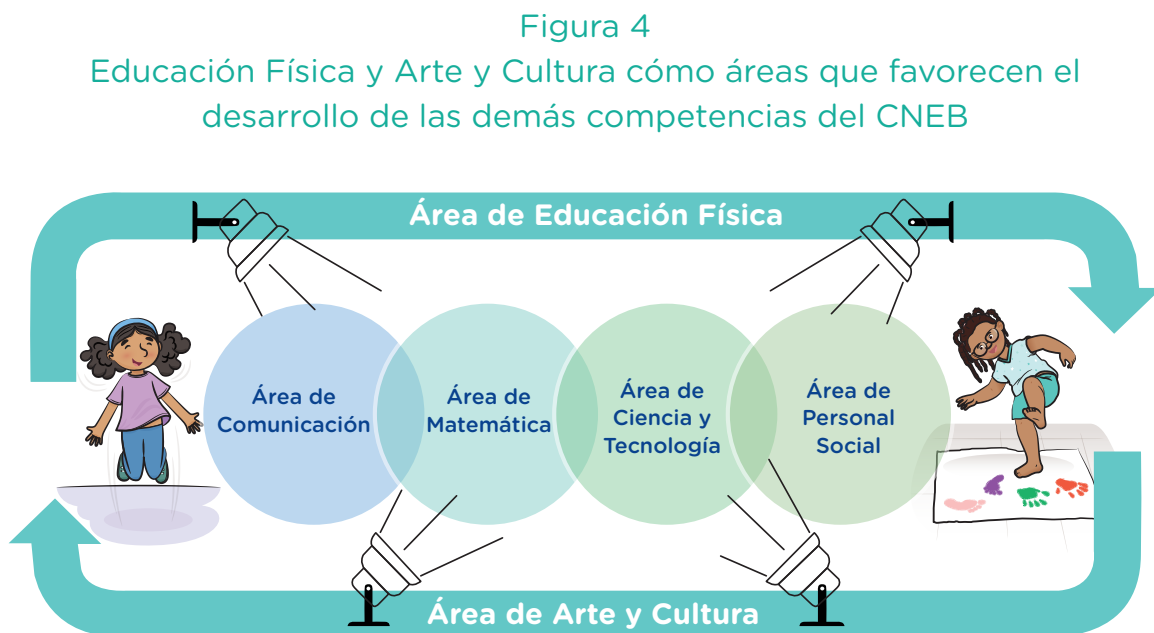 Figura 4
Educación Física y Arte y Cultura cómo áreas que favorecen el
desarrollo de las demás competencias del CNEB
Área de Educación Física
Área de
Comunicación
Área de
Matemática
Área de
Ciencia y
Tecnología
Área de
Personal
Social
Área de Arte y Cultura